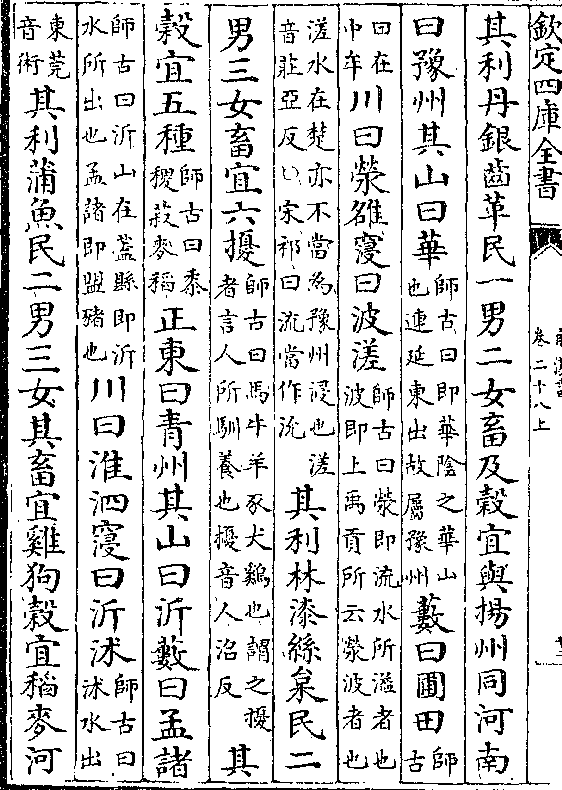 欽定四庫全書
卷二十八上
其利丹銀齒革民一男二女畜及榖宜與揚州同河南
曰豫州其山曰華師古曰即華陰之華山也連延東出故屬豫州藪曰圃田師古
曰在中牟川曰滎雒寖曰波溠師古曰滎即流水所溢者也波即上禹貢所云滎波者也
溠水在楚亦不當為豫州寖也溠音莊亞反○宋祁曰流當作沇其利林漆絲枲民二
男三女畜宜六擾師古曰馬牛羊豕犬鷄也謂之擾者言人所馴養也擾音人沼反其
榖宜五種師古曰黍稷菽麥稻正東曰青州其山曰沂藪曰孟諸
師古曰沂山在蓋縣即沂水所出也孟諸即盟豬也川曰淮泗寖曰沂沭師古曰沭水出
東莞音術其利蒲魚民二男三女其畜宜雞狗榖宜稻麥河